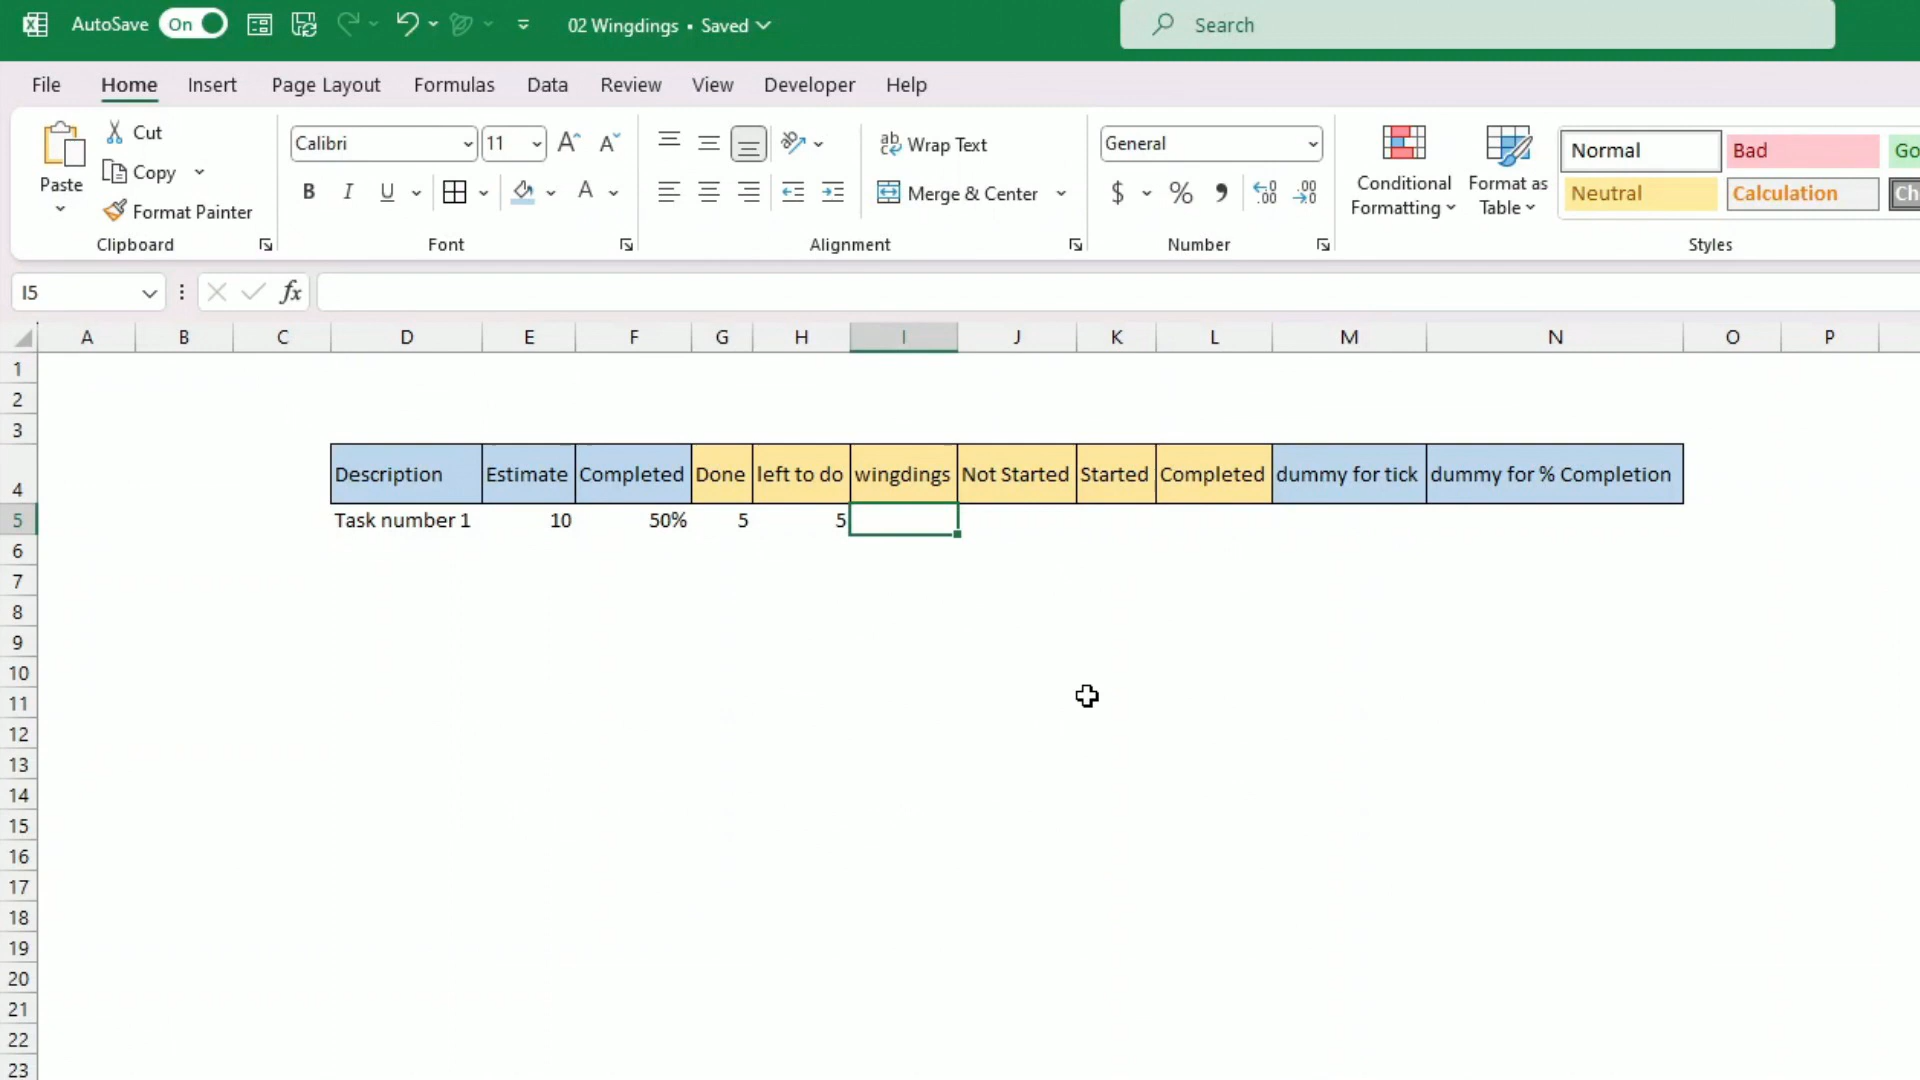 AutoSave On 02 Wingdings • Saved Search
File Home Insert Page Layout Formulas Data Review View Developer Help
Paste Cut Copy Format Painter Clipboard
Calibri 11 B I U A Font
ab Wrap Text Merge & Center Alignment
General $ % , .00 Number
Conditional Formatting Format as Table
Normal Bad Go
Neutral Calculation Ch
Styles
I5 fx
A B C D E F G H I J K L M N O P
1
2
3
4 Description Estimate Completed Done left to do wingdings Not Started Started Completed dummy for tick dummy for % Completion
5 Task number 1 10 50% 5 5
6
7
8
9
10
11
12
13
14
15
16
17
18
19
20
21
22
23